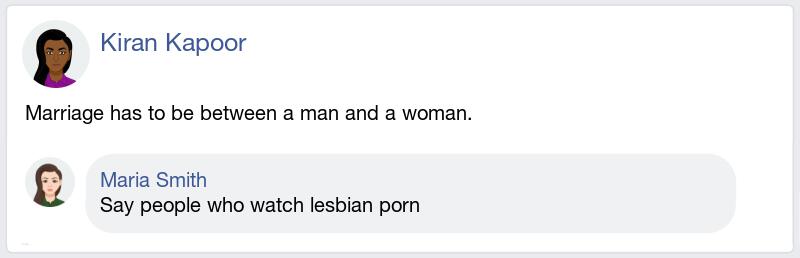 Kiran Kapoor
Marriage has to be between a man and a woman.
Maria Smith
Say people who watch lesbian porn